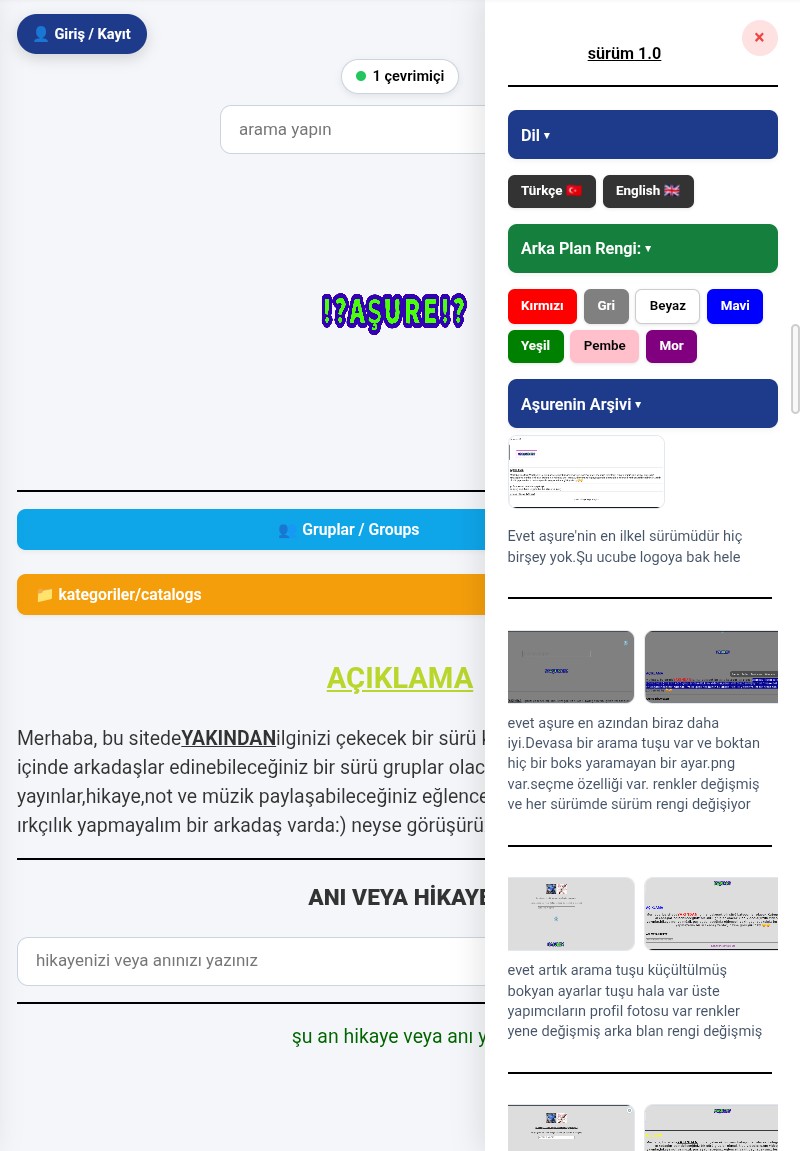 👤 Giriş / Kayıt
1 çevrimiçi
arama yapın
!?AŞURE!?
👥 Gruplar / Groups
📁 kategoriler/catalogs
AÇIKLAMA
Merhaba, bu sitedeYAKINDANilginizi çekecek bir sürü
içinde arkadaşlar edinebileceğiniz bir sürü gruplar olac
yayınlar,hikaye,not ve müzik paylaşabileceğiniz eğlence
ırkçılık yapmayalım bir arkadaş varda:) neyse görüşürü
ANI VEYA HİKAYE
hikayenizi veya anınızı yazınız
şu an hikaye veya anı y
×
sürüm 1.0
Dil ▾
Türkçe 🇹🇷 English 🇬🇧
Arka Plan Rengi: ▾
Kırmızı Gri Beyaz Mavi
Yeşil Pembe Mor
Aşurenin Arşivi ▾
Evet aşure'nin en ilkel sürümüdür hiç
birşey yok.Şu ucube logoya bak hele
evet aşure en azından biraz daha
iyi.Devasa bir arama tuşu var ve boktan
hiç bir boks yaramayan bir ayar.png
var.seçme özelliği var. renkler değişmiş
ve her sürümde sürüm rengi değişiyor
evet artık arama tuşu küçültülmüş
bokyan ayarlar tuşu hala var üste
yapımcıların profil fotosu var renkler
yene değişmiş arka blan rengi değişmiş